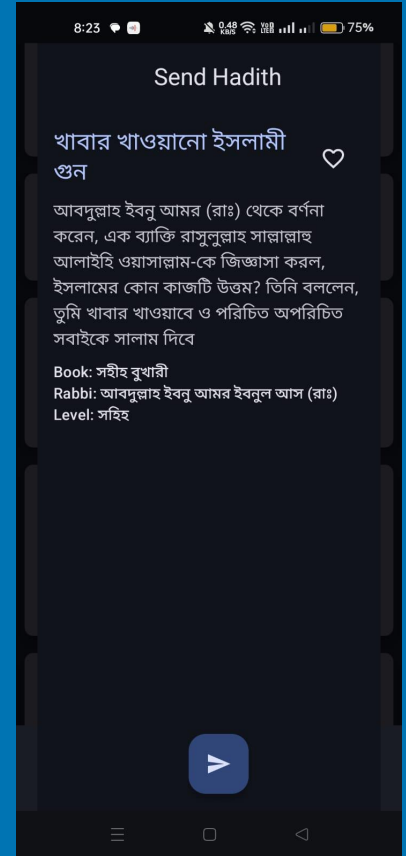 8:23
0.48 KB/S Vo) LTE 75%
Send Hadith
খাবার খাওয়ানো ইসলামী
গুন
আবদুল্লাহ ইবনু আমর (রাঃ) থেকে বর্ণনা
করেন, এক ব্যাক্তি রাসুলুল্লাহ সাল্লাল্লাহু
আলাইহি ওয়াসাল্লাম-কে জিজ্ঞাসা করল,
ইসলামের কোন কাজটি উত্তম? তিনি বললেন,
তুমি খাবার খাওয়াবে ও পরিচিত অপরিচিত
সবাইকে সালাম দিবে
Book: সহীহ বুখারী
Rabbi: আবদুল্লাহ ইবনু আমর ইবনুল আস (রাঃ)
Level: সহিহ